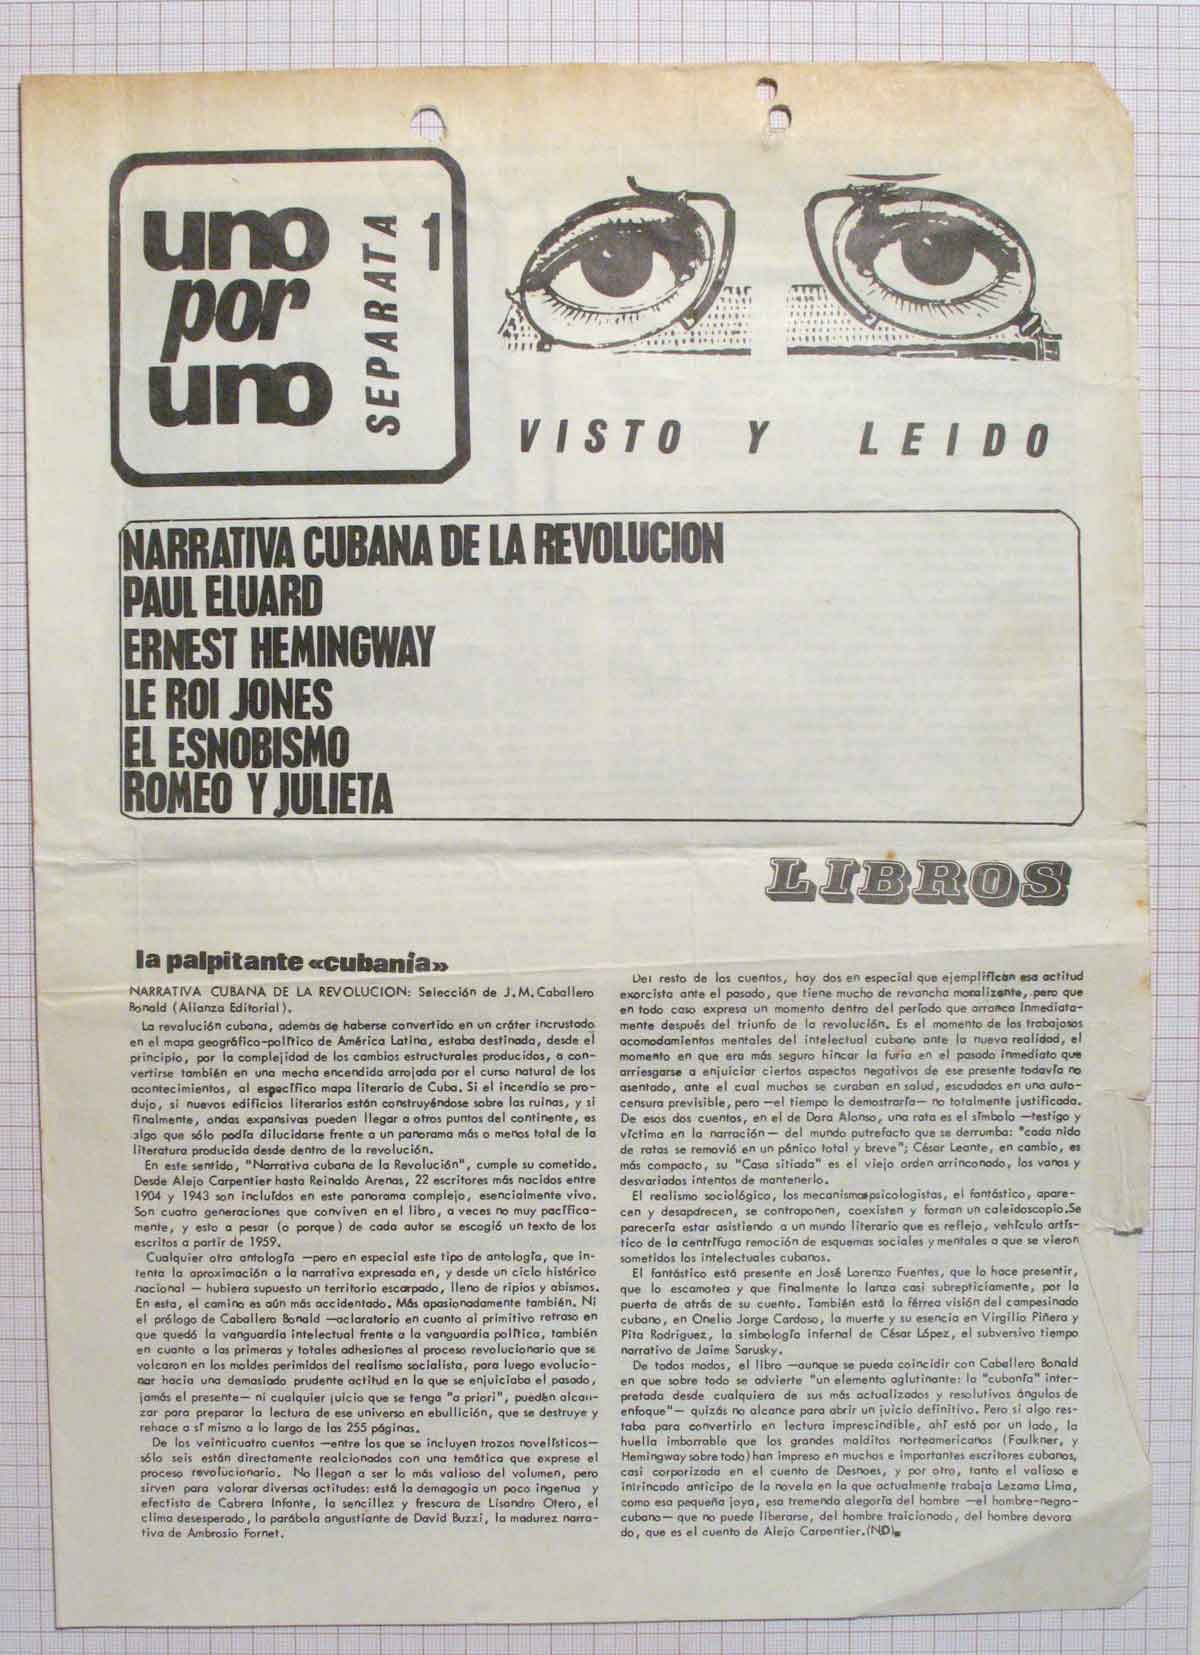 uno
por
uno
SEPARATA
1
VISTO Y LEIDO
NARRATIVA CUBANA DE LA REVOLUCION
PAUL ELUARD
ERNEST HEMINGWAY
LE ROI JONES
EL ESNOBISMO
ROMEO Y JULIETA
LIBROS
la palpitante «cubanía»
NARRATIVA CUBANA DE LA REVOLUCION: Selección de J.M.Caballero
Bonald (Alianza Editorial).
La revolución cubana, además de haberse convertido en un cráter incrustado
en el mapa geográfico-político de América Latina, estaba destinada, desde el
principio, por la complejidad de los cambios estructurales producidos, a con-
vertirse también en una mecha encendida arrojada por el curso natural de los
acontecimientos, al específico mapa literario de Cuba. Si el incendio se pro-
dujo, si nuevos edificios literarios están construyéndose sobre las ruinas, y si
finalmente, ondas expansivas pueden llegar a otros puntos del continente, es
algo que sólo podía dilucidarse frente a un panorama más o menos total de la
literatura producida desde dentro de la revolución.
En este sentido, "Narrativa cubana de la Revolución", cumple su cometido.
Desde Alejo Carpentier hasta Reinaldo Arenas, 22 escritores más nacidos entre
1904 y 1943 son incluídos en este panorama complejo, esencialmente vivo.
Son cuatro generaciones que conviven en el libro, a veces no muy pacífica-
mente, y esto a pesar (o porque) de cada autor se escogió un texto de los
escritos a partir de 1959.
Cualquier otra antología —pero en especial este tipo de antología, que in-
tenta la aproximación a la narrativa expresada en, y desde un ciclo histórico
nacional — hubiera supuesto un territorio escarpado, lleno de ripios y abismos.
En esta, el camino es aún más accidentado. Más apasionadamente también. Ni
el prólogo de Caballero Bonald —aclaratorio en cuanto al primitivo retraso en
que quedó la vanguardia intelectual frente a la vanguardia política, también
en cuanto a las primeras y totales adhesiones al proceso revolucionario que se
volcaron en los moldes perimidos del realismo socialista, para luego evolucio-
nar hacia una demasiado prudente actitud en la que se enjuiciaba el pasado,
jamás el presente— ni cualquier juicio que se tenga "a priori", pueden alcan-
zar para preparar la lectura de ese universo en ebullición, que se destruye y
rehace a sí mismo a lo largo de las 255 páginas.
De los veinticuatro cuentos —entre los que se incluyen trozos novelísticos—
sólo seis están directamente realcionados con una temática que exprese el
proceso revolucionario. No llegan a ser lo más valioso del volumen, pero
sirven para valorar diversas actitudes: está la demagogia un poco ingenua y
efectista de Cabrera Infante, la sencillez y frescura de Lisandro Otero, el
clima desesperado, la parábola angustiante de David Buzzi, la madurez narra-
tiva de Ambrosio Fornet.
Del resto de los cuentos, hay dos en especial que ejemplifican esa actitud
exorcista ante el pasado, que tiene mucho de revancha moralizante, pero que
en todo caso expresa un momento dentro del período que arranca inmediata-
mente después del triunfo de la revolución. Es el momento de los trabajosos
acomodamientos mentales del intelectual cubano ante la nueva realidad, el
momento en que era más seguro hincar la furia en el pasado inmediato que
arriesgarse a enjuiciar ciertos aspectos negativos de ese presente todavía no
asentado, ante el cual muchos se curaban en salud, escudados en una auto-
censura previsible, pero —el tiempo lo demostraría— no totalmente justificada.
De esos dos cuentos, en el de Dora Alonso, una rata es el símbolo —testigo y
víctima en la narración— del mundo putrefacto que se derrumba: "cada nido
de ratas se removió en un pánico total y breve"; César Leante, en cambio, es
más compacto, su "Casa sitiada" es el viejo orden arrinconado, los vanos y
desvariados intentos de mantenerlo.
El realismo sociológico, los mecanismos psicologistas, el fantástico, apare-
cen y desaparecen, se contraponen, coexisten y forman un caleidoscopio.Se
parecería estar asistiendo a un mundo literario que es reflejo, vehículo artís-
tico de la centrífuga remoción de esquemas sociales y mentales a que se vieron
sometidos los intelectuales cubanos.
El fantástico está presente en José Lorenzo Fuentes, que lo hace presentir,
que lo escamotea y que finalmente lo lanza casi subrepticiamente, por la
puerta de atrás de su cuento. También está la férrea visión del campesinado
cubano, en Onelio Jorge Cardoso, la muerte y su esencia en Virgilio Piñera y
Pita Rodríguez, la simbología infernal de César López, el subversivo tiempo
narrativo de Jaime Sarusky.
De todos modos, el libro —aunque se pueda coincidir con Caballero Bonald
en que sobre todo se advierte "un elemento aglutinante: la "cubanía" inter-
pretada desde cualquiera de sus más actualizados y resolutivos ángulos de
enfoque"— quizás no alcance para abrir un juicio definitivo. Pero si algo res-
taba para convertirlo en lectura imprescindible, ahí está por un lado, la
huella imborrable que los grandes malditos norteamericanos (Faulkner, y
Hemingway sobre todo) han impreso en muchos e importantes escritores cubanos,
casi corporizada en el cuento de Desnoes, y por otro, tanto el valioso e
intrincado anticipo de la novela en la que actualmente trabaja Lezama Lima,
como esa pequeña joya, esa tremenda alegoría del hombre —el hombre-negro-
cubano— que no puede liberarse, del hombre traicionado, del hombre devora
do, que es el cuento de Alejo Carpentier.(ND)